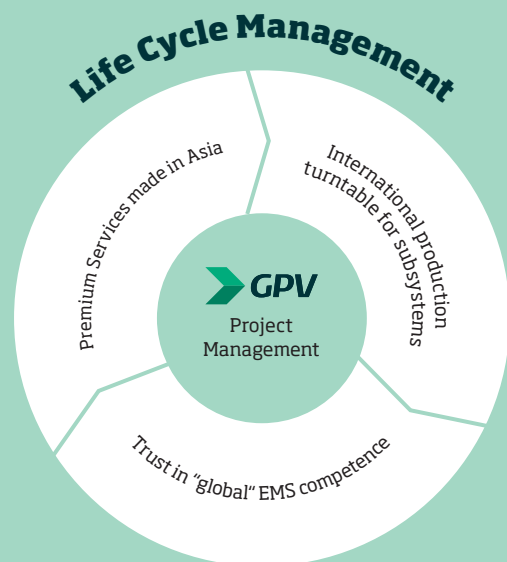 Life Cycle Management
Premium Services made in Asia
International production
turntable for subsystems
GPV
Project
Management
Trust in "global" EMS competence